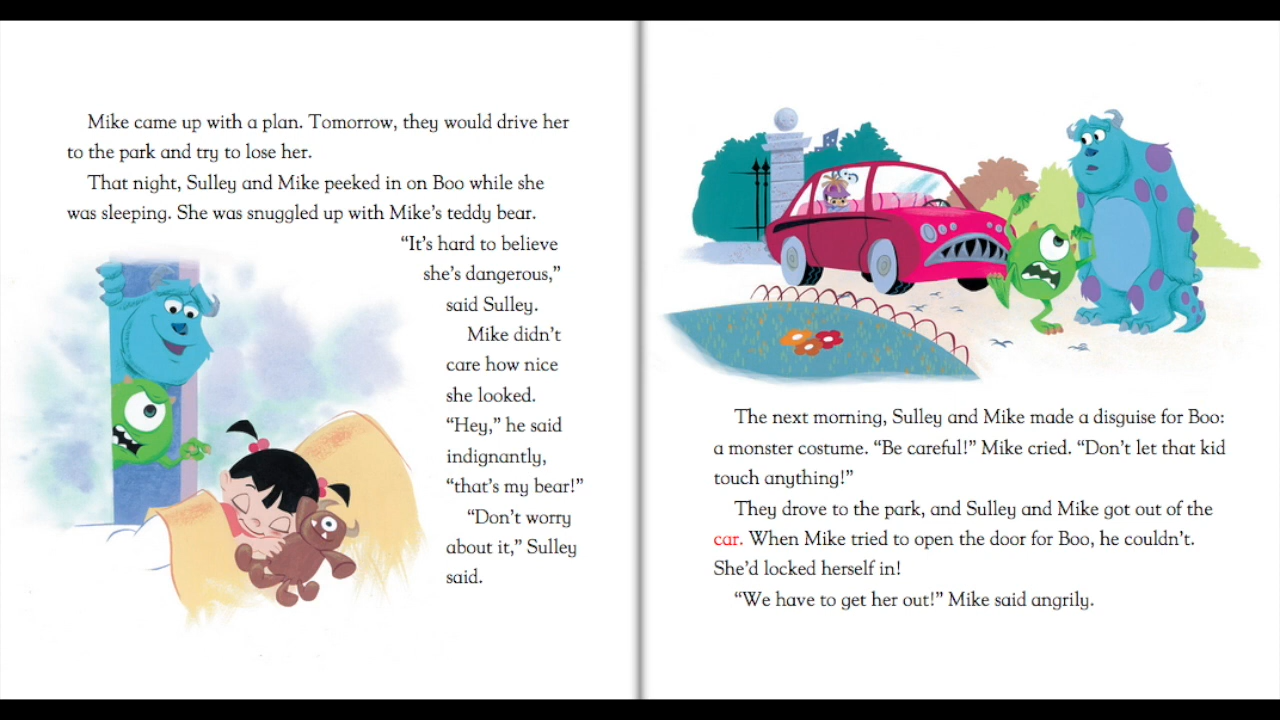 Mike came up with a plan. Tomorrow, they would drive her
to the park and try to lose her.
That night, Sulley and Mike peeked in on Boo while she
was sleeping. She was snuggled up with Mike’s teddy bear.
“It’s hard to believe
she’s dangerous,”
said Sulley.
Mike didn’t
care how nice
she looked.
“Hey,” he said
indignantly,
“that’s my bear!”
“Don’t worry
about it,” Sulley
said.
The next morning, Sulley and Mike made a disguise for Boo:
a monster costume. “Be careful!” Mike cried. “Don’t let that kid
touch anything!”
They drove to the park, and Sulley and Mike got out of the
car. When Mike tried to open the door for Boo, he couldn’t.
She’d locked herself in!
“We have to get her out!” Mike said angrily.